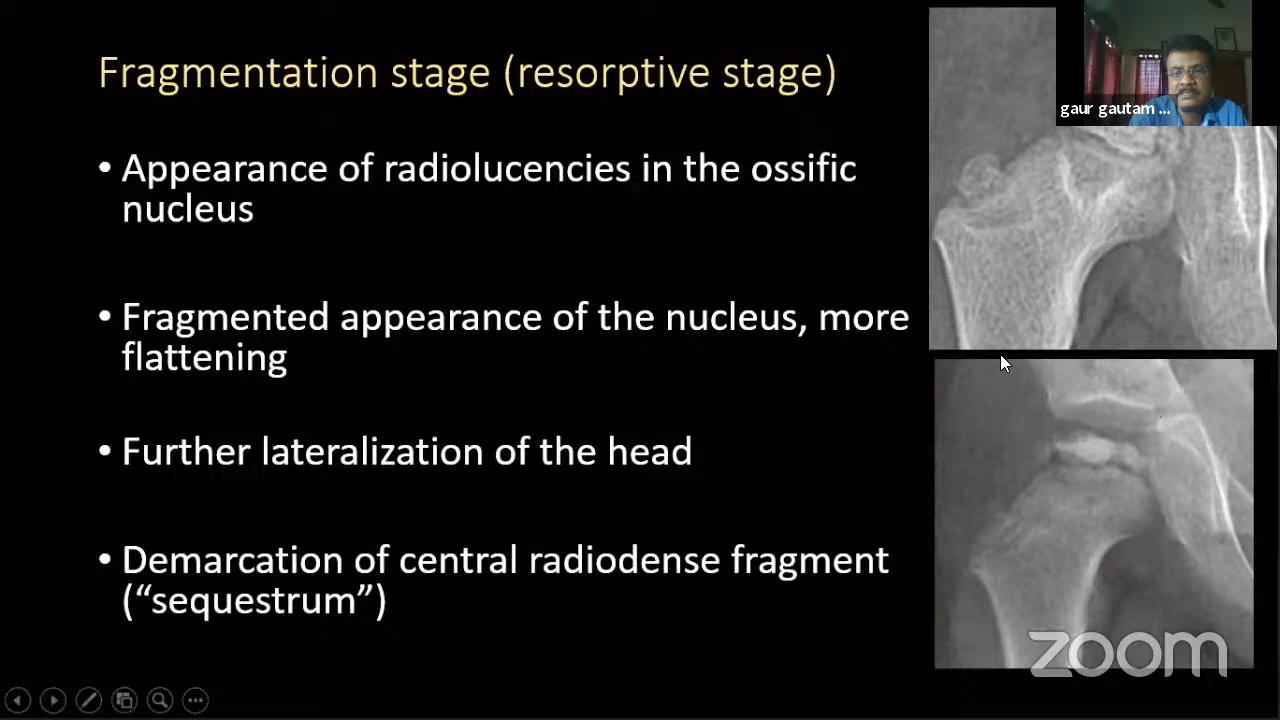 Fragmentation stage (resorptive stage)
gaur gautam ...
• Appearance of radiolucencies in the ossific
nucleus
• Fragmented appearance of the nucleus, more
flattening
• Further lateralization of the head
• Demarcation of central radiodense fragment
(“sequestrum”)
zoom